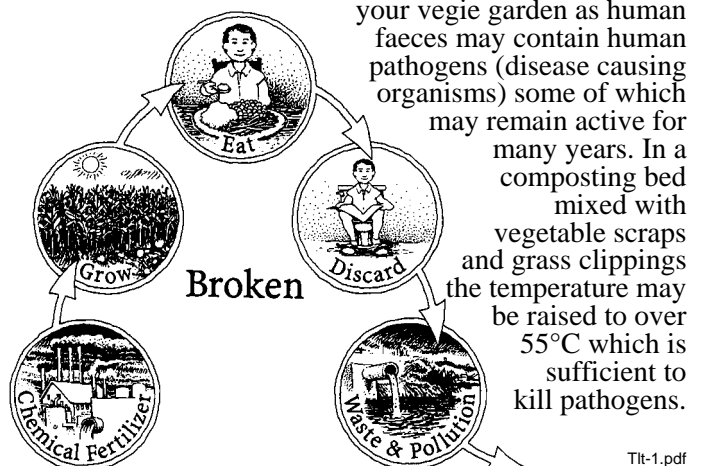 your vegie garden as human
faeces may contain human
pathogens (disease causing
organisms) some of which
may remain active for
many years. In a
composting bed
mixed with
vegetable scraps
and grass clippings
the temperature may
be raised to over
55°C which is
sufficient to
kill pathogens.
Eat
Grow
Discard
Broken
Chemical Fertilizer
Waste & Pollution
Tlt-1.pdf